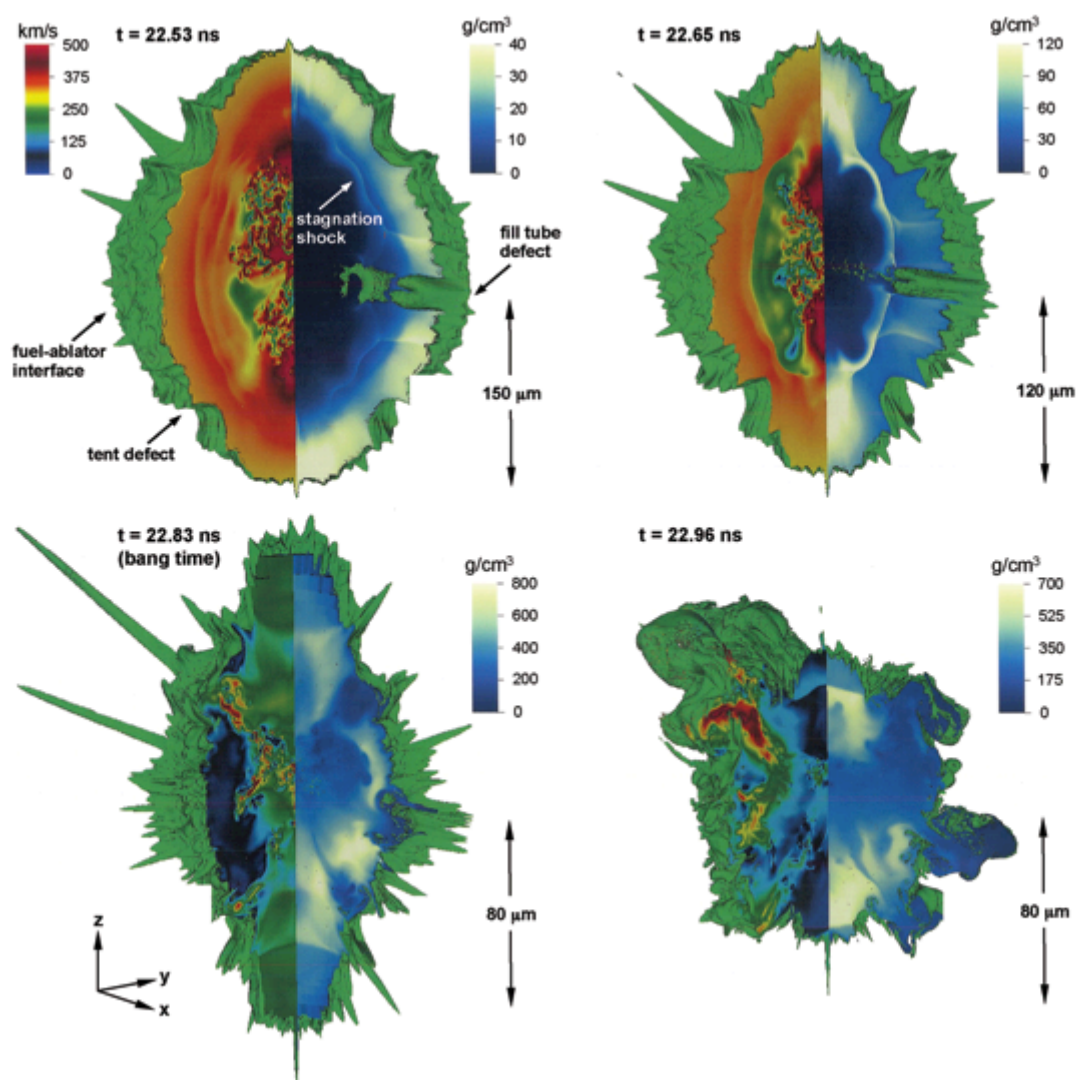 km/s
500
375
250
125
0
t = 22.53 ns
g/cm³
40
30
20
10
0
stagnation
shock
fill tube
defect
fuel-ablator
interface
tent defect
150 μm
t = 22.65 ns
g/cm³
120
90
60
30
0
120 μm
t = 22.83 ns
(bang time)
g/cm³
800
600
400
200
0
80 μm
z
y
x
t = 22.96 ns
g/cm³
700
525
350
175
0
80 μm